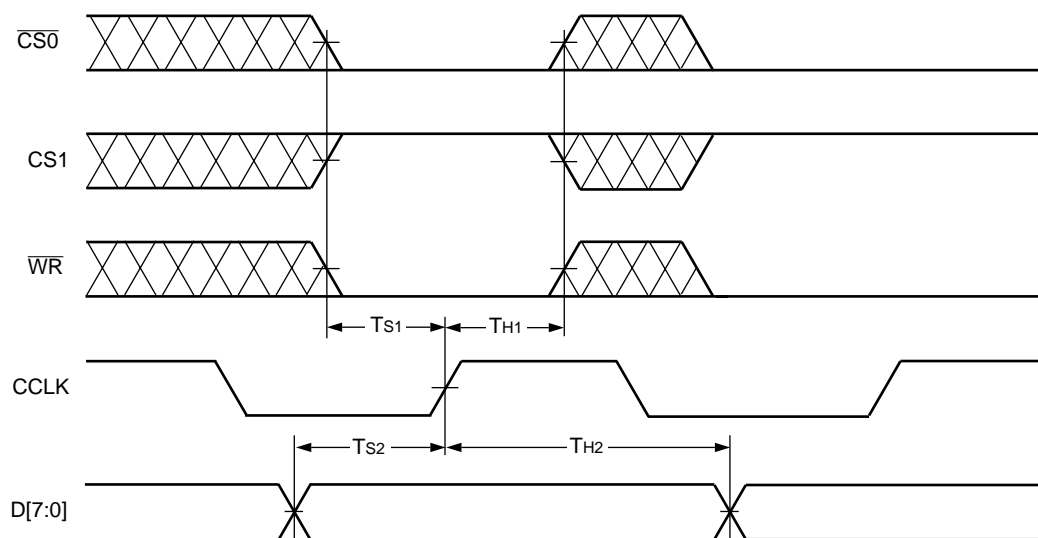 CS0
CS1
WR
TS1 TH1
CCLK
TS2 TH2
D[7:0]